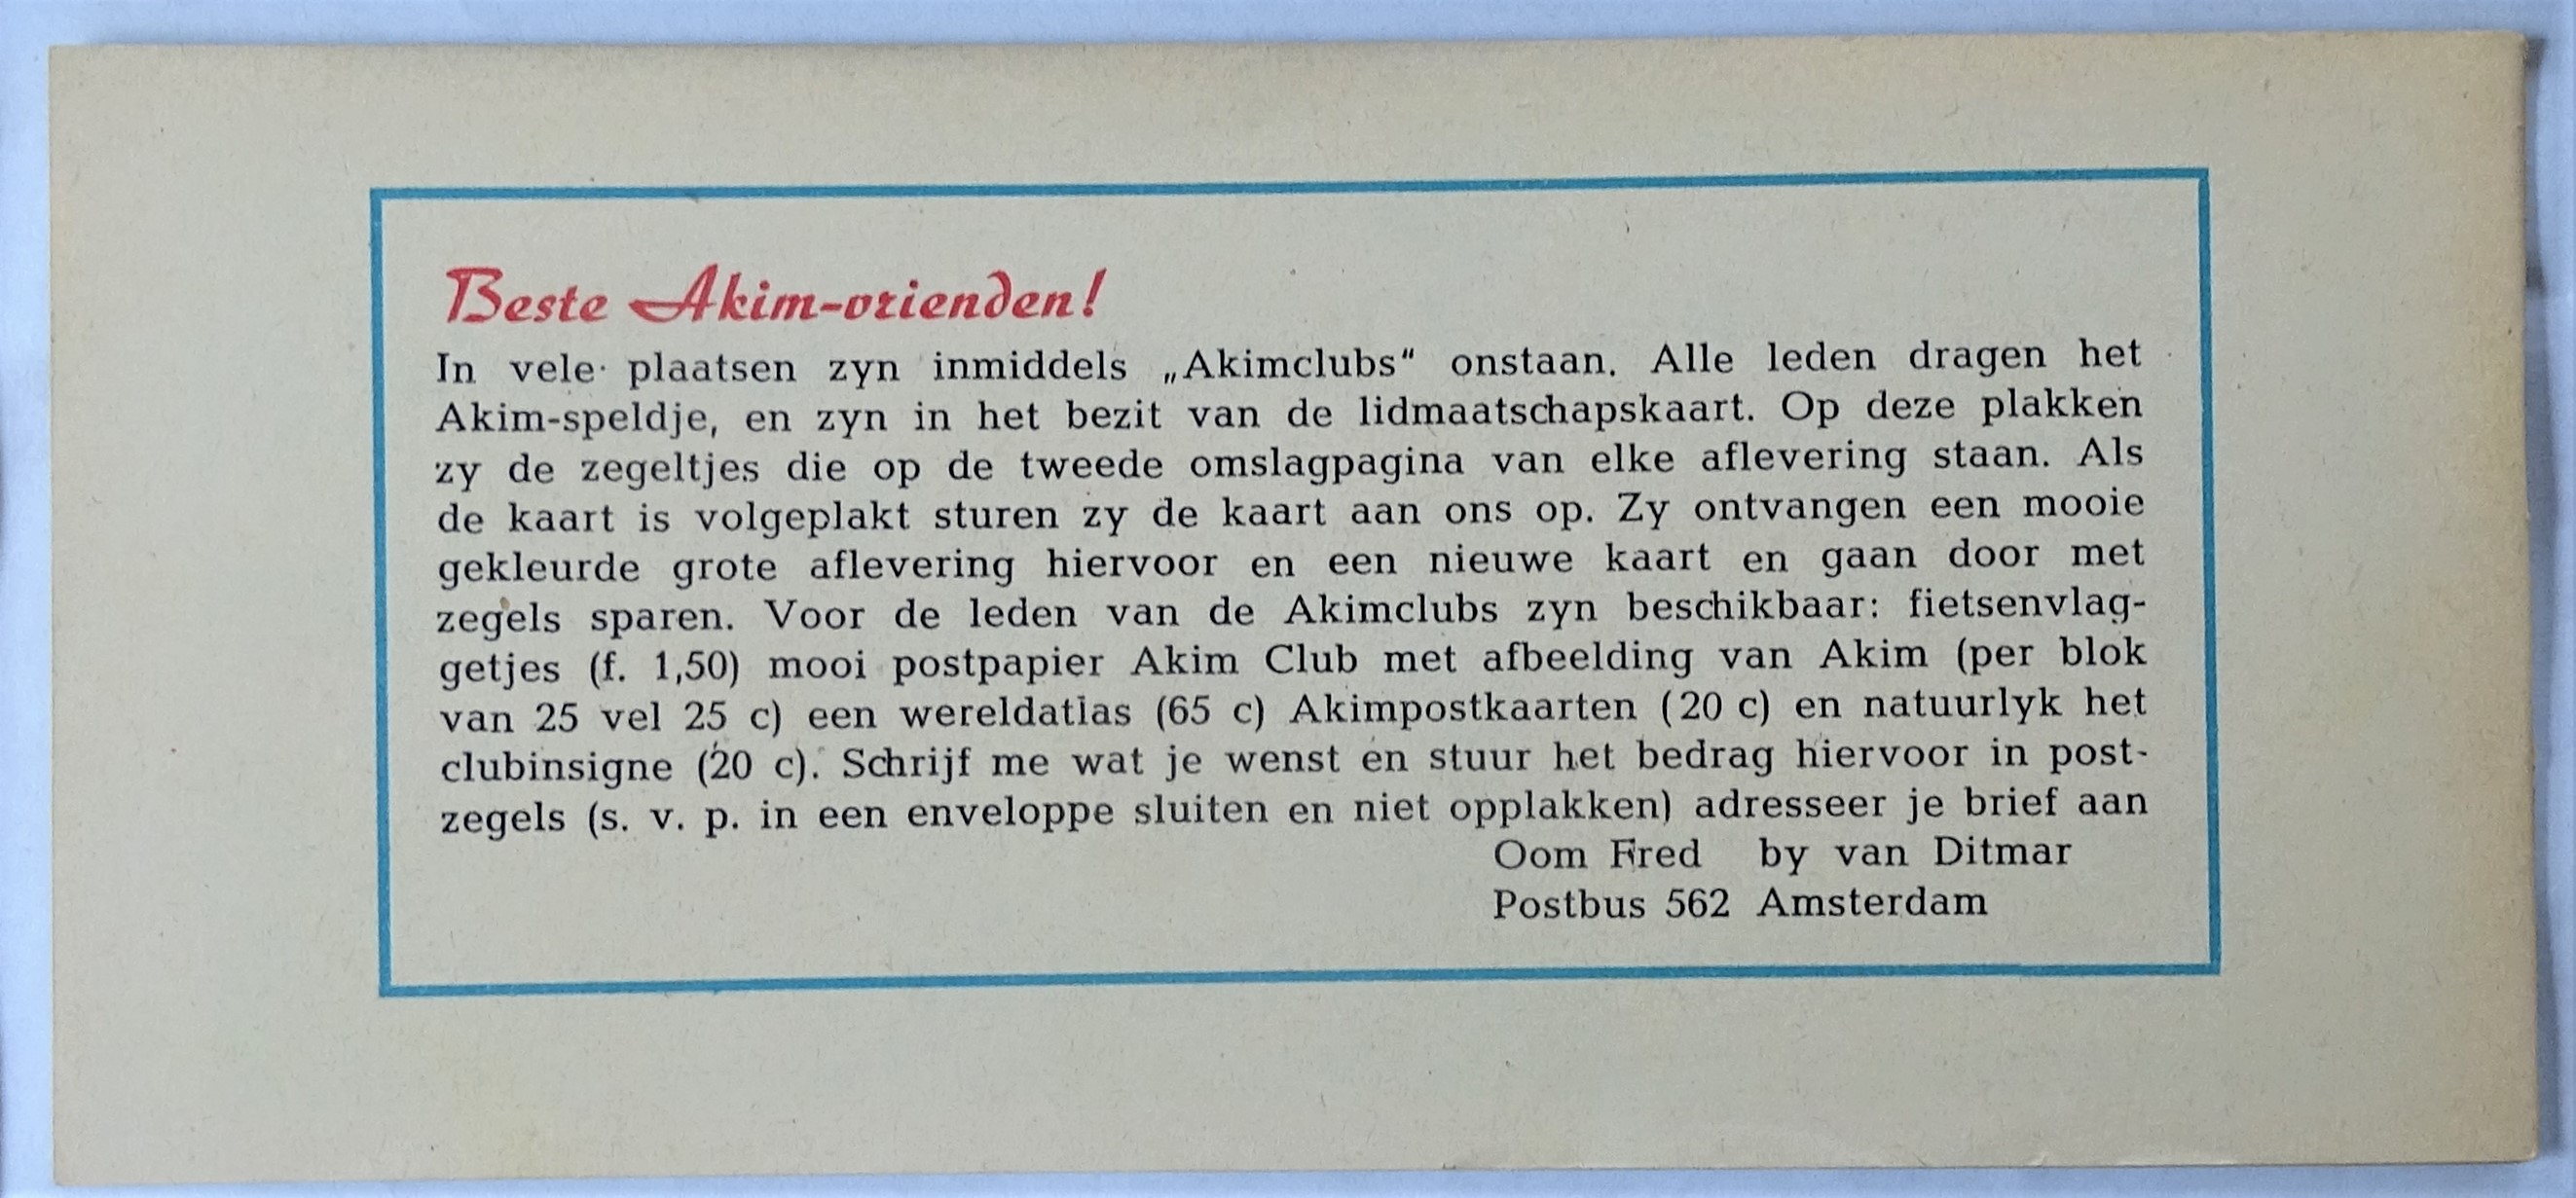 Beste Akim-vrienden!
In vele plaatsen zyn inmiddels „Akimclubs“ onstaan. Alle leden dragen het
Akim-speldje, en zyn in het bezit van de lidmaatschapskaart. Op deze plakken
zy de zegeltjes die op de tweede omslagpagina van elke aflevering staan. Als
de kaart is volgeplakt sturen zy de kaart aan ons op. Zy ontvangen een mooie
gekleurde grote aflevering hiervoor en een nieuwe kaart en gaan door met
zegels sparen. Voor de leden van de Akimclubs zyn beschikbaar: fietsenvlag-
getjes (f. 1,50) mooi postpapier Akim Club met afbeelding van Akim (per blok
van 25 vel 25 c) een wereldatlas (65 c) Akimpostkaarten (20 c) en natuurlyk het
clubinsigne (20 c). Schrijf me wat je wenst en stuur het bedrag hiervoor in post-
zegels (s. v. p. in een enveloppe sluiten en niet opplakken) adresseer je brief aan
Oom Fred by van Ditmar
Postbus 562 Amsterdam